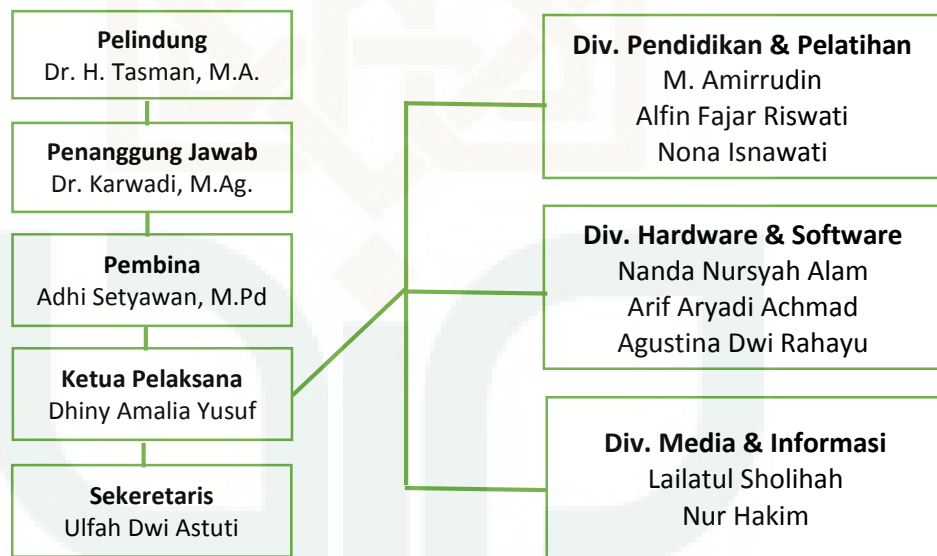 Pelindung
Dr. H. Tasman, M.A.
Penanggung Jawab
Dr. Karwadi, M.Ag.
Pembina
Adhi Setyawan, M.Pd
Ketua Pelaksana
Dhiny Amalia Yusuf
Sekeretaris
Ulfah Dwi Astuti
Div. Pendidikan & Pelatihan
M. Amirrudin
Alfin Fajar Riswati
Nona Isnawati
Div. Hardware & Software
Nanda Nursyah Alam
Arif Aryadi Achmad
Agustina Dwi Rahayu
Div. Media & Informasi
Lailatul Sholihah
Nur Hakim